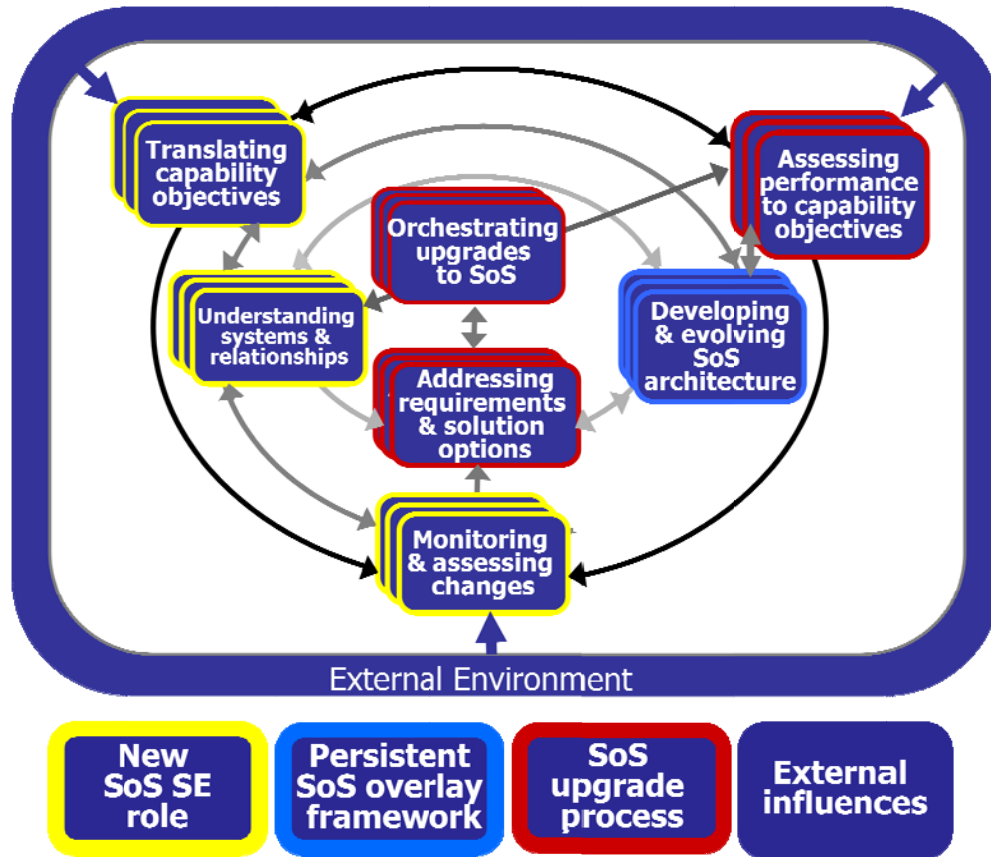 Translating
capability
objectives
Assessing
performance
to capability
objectives
Orchestrating
upgrades
to SoS
Understanding
systems &
relationships
Developing
& evolving
SoS
architecture
Addressing
requirements
& solution
options
Monitoring
& assessing
changes
External Environment
New
SoS SE
role
Persistent
SoS overlay
framework
SoS
upgrade
process
External
influences